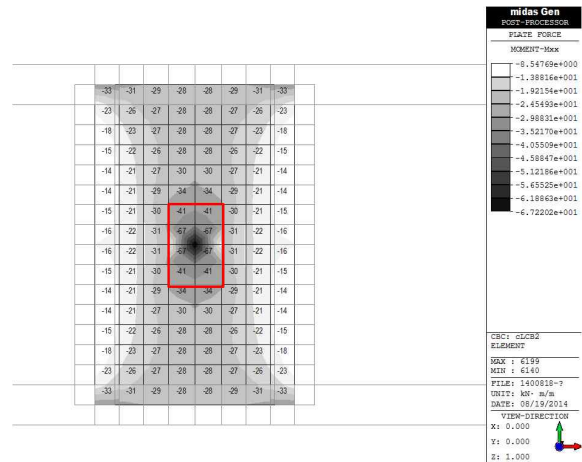 midas Gen
POST-PROCESSOR
PLATE FORCE
MOMENT-Mxx
-8.54769e+000
-1.38816e+001
-1.92154e+001
-2.45493e+001
-2.98831e+001
-3.52170e+001
-4.05509e+001
-4.58847e+001
-5.12186e+001
-5.65525e+001
-6.18863e+001
-6.72202e+001
-33 -31 -29 -28 -28 -29 -31 -33
-23 -26 -27 -28 -28 -27 -26 -23
-18 -23 -27 -28 -28 -27 -23 -18
-15 -22 -26 -28 -28 -26 -22 -15
-14 -21 -27 -30 -30 -27 -21 -14
-14 -21 -29 -34 -34 -29 -21 -14
-15 -21 -30 -41 -41 -30 -21 -15
-16 -22 -31 -67 -67 -31 -22 -16
-16 -22 -31 -67 -67 -31 -22 -16
-15 -21 -30 -41 -41 -30 -21 -15
-14 -21 -29 -34 -34 -29 -21 -14
-14 -21 -27 -30 -30 -27 -21 -14
-15 -22 -26 -28 -28 -26 -22 -15
-18 -23 -27 -28 -28 -27 -23 -18
-23 -26 -27 -28 -28 -27 -26 -23
-33 -31 -29 -28 -28 -29 -31 -33
CBC: cLCB2
ELEMENT
MAX : 6199
MIN : 6140
FILE: 1400818-?
UNIT: kN· m/m
DATE: 08/19/2014
VIEW-DIRECTION
X: 0.000
Y: 0.000
Z: 1.000